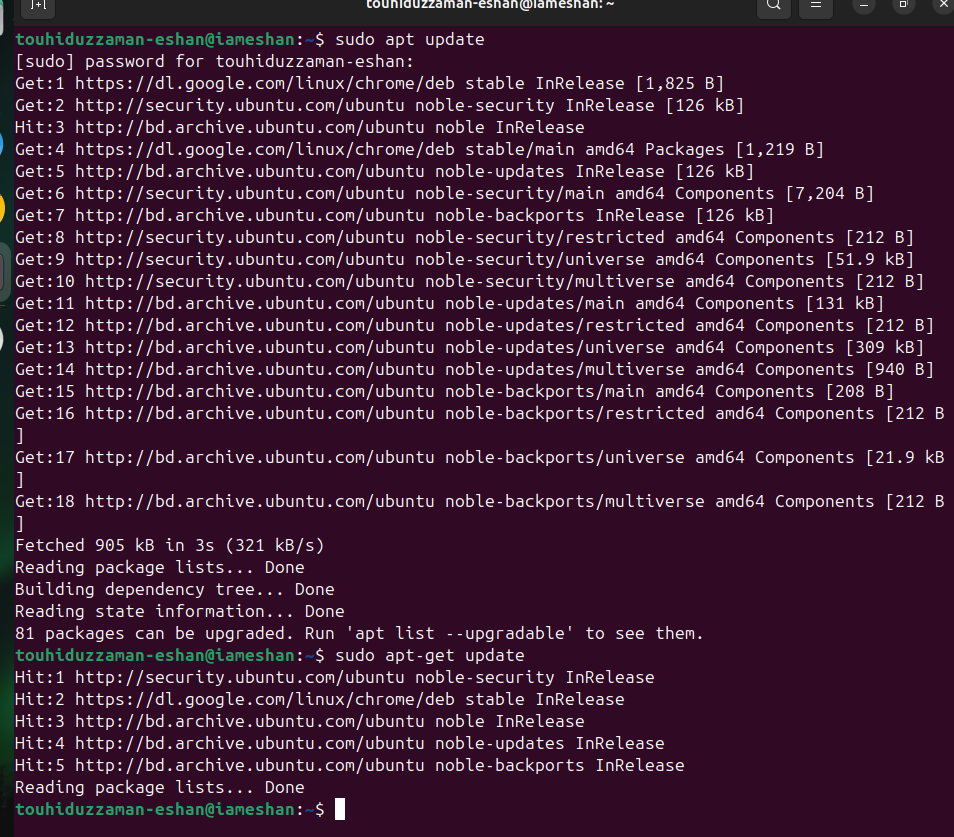 touhiduzzaman-eshan@iameshan: ~
touhiduzzaman-eshan@iameshan:~$ sudo apt update
[sudo] password for touhiduzzaman-eshan:
Get:1 https://dl.google.com/linux/chrome/deb stable InRelease [1,825 B]
Get:2 http://security.ubuntu.com/ubuntu noble-security InRelease [126 kB]
Hit:3 http://bd.archive.ubuntu.com/ubuntu noble InRelease
Get:4 https://dl.google.com/linux/chrome/deb stable/main amd64 Packages [1,219 B]
Get:5 http://bd.archive.ubuntu.com/ubuntu noble-updates InRelease [126 kB]
Get:6 http://security.ubuntu.com/ubuntu noble-security/main amd64 Components [7,204 B]
Get:7 http://bd.archive.ubuntu.com/ubuntu noble-backports InRelease [126 kB]
Get:8 http://security.ubuntu.com/ubuntu noble-security/restricted amd64 Components [212 B]
Get:9 http://security.ubuntu.com/ubuntu noble-security/universe amd64 Components [51.9 kB]
Get:10 http://security.ubuntu.com/ubuntu noble-security/multiverse amd64 Components [212 B]
Get:11 http://bd.archive.ubuntu.com/ubuntu noble-updates/main amd64 Components [131 kB]
Get:12 http://bd.archive.ubuntu.com/ubuntu noble-updates/restricted amd64 Components [212 B]
Get:13 http://bd.archive.ubuntu.com/ubuntu noble-updates/universe amd64 Components [309 kB]
Get:14 http://bd.archive.ubuntu.com/ubuntu noble-updates/multiverse amd64 Components [940 B]
Get:15 http://bd.archive.ubuntu.com/ubuntu noble-backports/main amd64 Components [208 B]
Get:16 http://bd.archive.ubuntu.com/ubuntu noble-backports/restricted amd64 Components [212 B
]
Get:17 http://bd.archive.ubuntu.com/ubuntu noble-backports/universe amd64 Components [21.9 kB
]
Get:18 http://bd.archive.ubuntu.com/ubuntu noble-backports/multiverse amd64 Components [212 B
]
Fetched 905 kB in 3s (321 kB/s)
Reading package lists... Done
Building dependency tree... Done
Reading state information... Done
81 packages can be upgraded. Run 'apt list --upgradable' to see them.
touhiduzzaman-eshan@iameshan:~$ sudo apt-get update
Hit:1 http://security.ubuntu.com/ubuntu noble-security InRelease
Hit:2 https://dl.google.com/linux/chrome/deb stable InRelease
Hit:3 http://bd.archive.ubuntu.com/ubuntu noble InRelease
Hit:4 http://bd.archive.ubuntu.com/ubuntu noble-updates InRelease
Hit:5 http://bd.archive.ubuntu.com/ubuntu noble-backports InRelease
Reading package lists... Done
touhiduzzaman-eshan@iameshan:~$